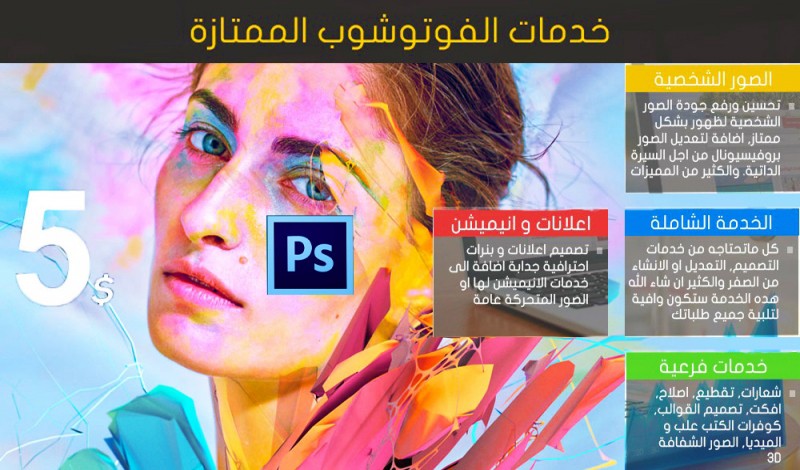 خدمات الفوتوشوب الممتازة
الصور الشخصية
تحسين ورفع جودة الصور
الشخصية لظهور بشكل
ممتاز, اضافة لتعديل الصور
بروفيسيونال من اجل السيرة
الداتية, والكثير من المميزات
5$
Ps
اعلانات و انيميشن
تصميم اعلانات و بنرات
احترافية جدابة اضافة الى
خدمات الانيميشن لها او
الصور المتحركة عامة
الخدمة الشاملة
كل ماتحتاجه من خدمات
التصميم, التعديل او الانشاء
من الصفر والكثير ان شاء الله
هده الخدمة ستكون وافية
لتلبية جميع طلباتك
خدمات فرعية
شعارات, تقطيع, اصلاح,
افكت, تصميم القوالب,
كوفرات الكتب علب و
الميديا, الصور الشفافة
3D